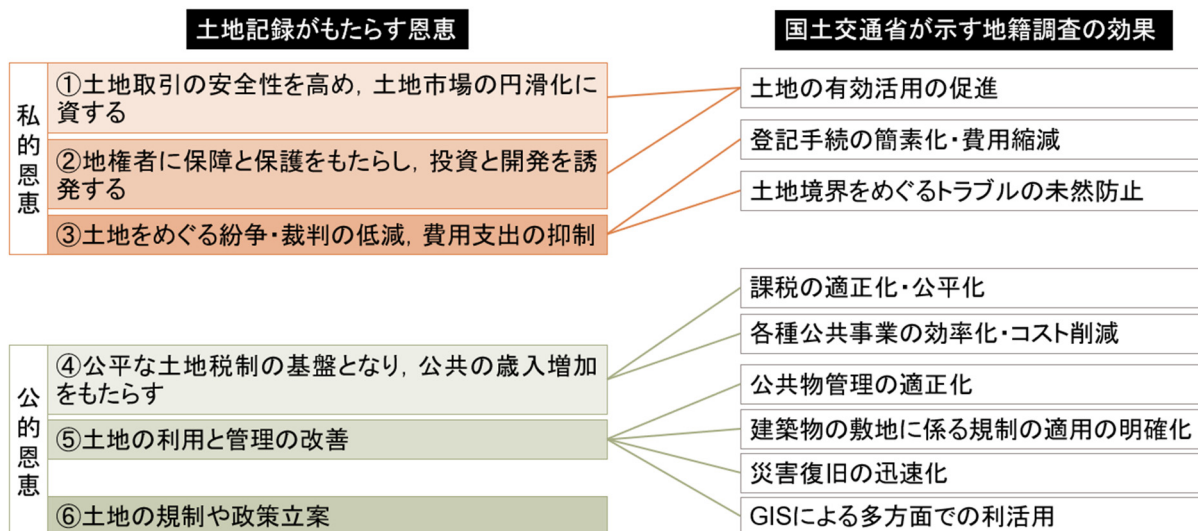 土地記録がもたらす恩恵
国土交通省が示す地籍調査の効果
私的恩恵
①土地取引の安全性を高め，土地市場の円滑化に
資する
②地権者に保障と保護をもたらし，投資と開発を誘
発する
③土地をめぐる紛争・裁判の低減，費用支出の抑制
公的恩恵
④公平な土地税制の基盤となり，公共の歳入増加
をもたらす
⑤土地の利用と管理の改善
⑥土地の規制や政策立案
土地の有効活用の促進
登記手続の簡素化・費用縮減
土地境界をめぐるトラブルの未然防止
課税の適正化・公平化
各種公共事業の効率化・コスト削減
公共物管理の適正化
建築物の敷地に係る規制の適用の明確化
災害復旧の迅速化
GISによる多方面での利活用